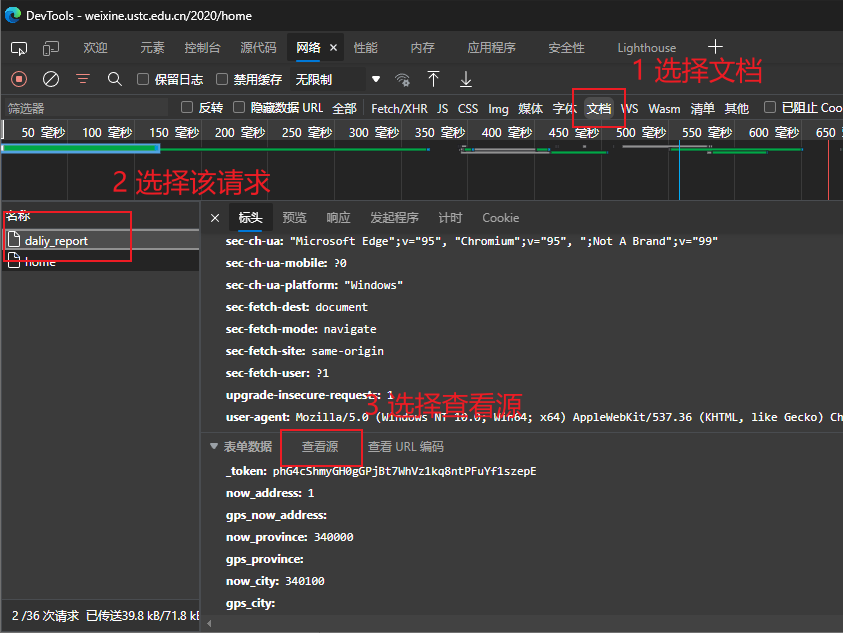 DevTools - weixine.ustc.edu.cn/2020/home
欢迎 元素 控制台 源代码 网络 × 性能 内存 应用程序 安全性 Lighthouse
1 选择文档
保留日志 禁用缓存 无限制
筛选器 反转 隐藏数据 URL 全部 Fetch/XHR JS CSS Img 媒体 字体 文档 WS Wasm 清单 其他 已阻止 Coo
50 毫秒 100 毫秒 150 毫秒 200 毫秒 250 毫秒 300 毫秒 350 毫秒 400 毫秒 450 毫秒 500 毫秒 550 毫秒 600 毫秒 650
2 选择该请求
名称
daliy_report
home
× 标头 预览 响应 发起程序 计时 Cookie
sec-ch-ua: "Microsoft Edge";v="95", "Chromium";v="95", ";Not A Brand";v="99"
sec-ch-ua-mobile: ?0
sec-ch-ua-platform: "Windows"
sec-fetch-dest: document
sec-fetch-mode: navigate
sec-fetch-site: same-origin
sec-fetch-user: ?1
upgrade-insecure-requests: 1
3 选择查看源
user-agent: Mozilla/5.0 (Windows NT 10.0; Win64; x64) AppleWebKit/537.36 (KHTML, like Gecko) Ch
表单数据 查看源 查看 URL 编码
_token: phG4cShmyGH0gGPjBt7WhVz1kq8ntPFuYf1szepE
now_address: 1
gps_now_address:
now_province: 340000
gps_province:
now_city: 340100
gps_city:
2 /36 次请求 已传送39.8 kB/71.8 kB